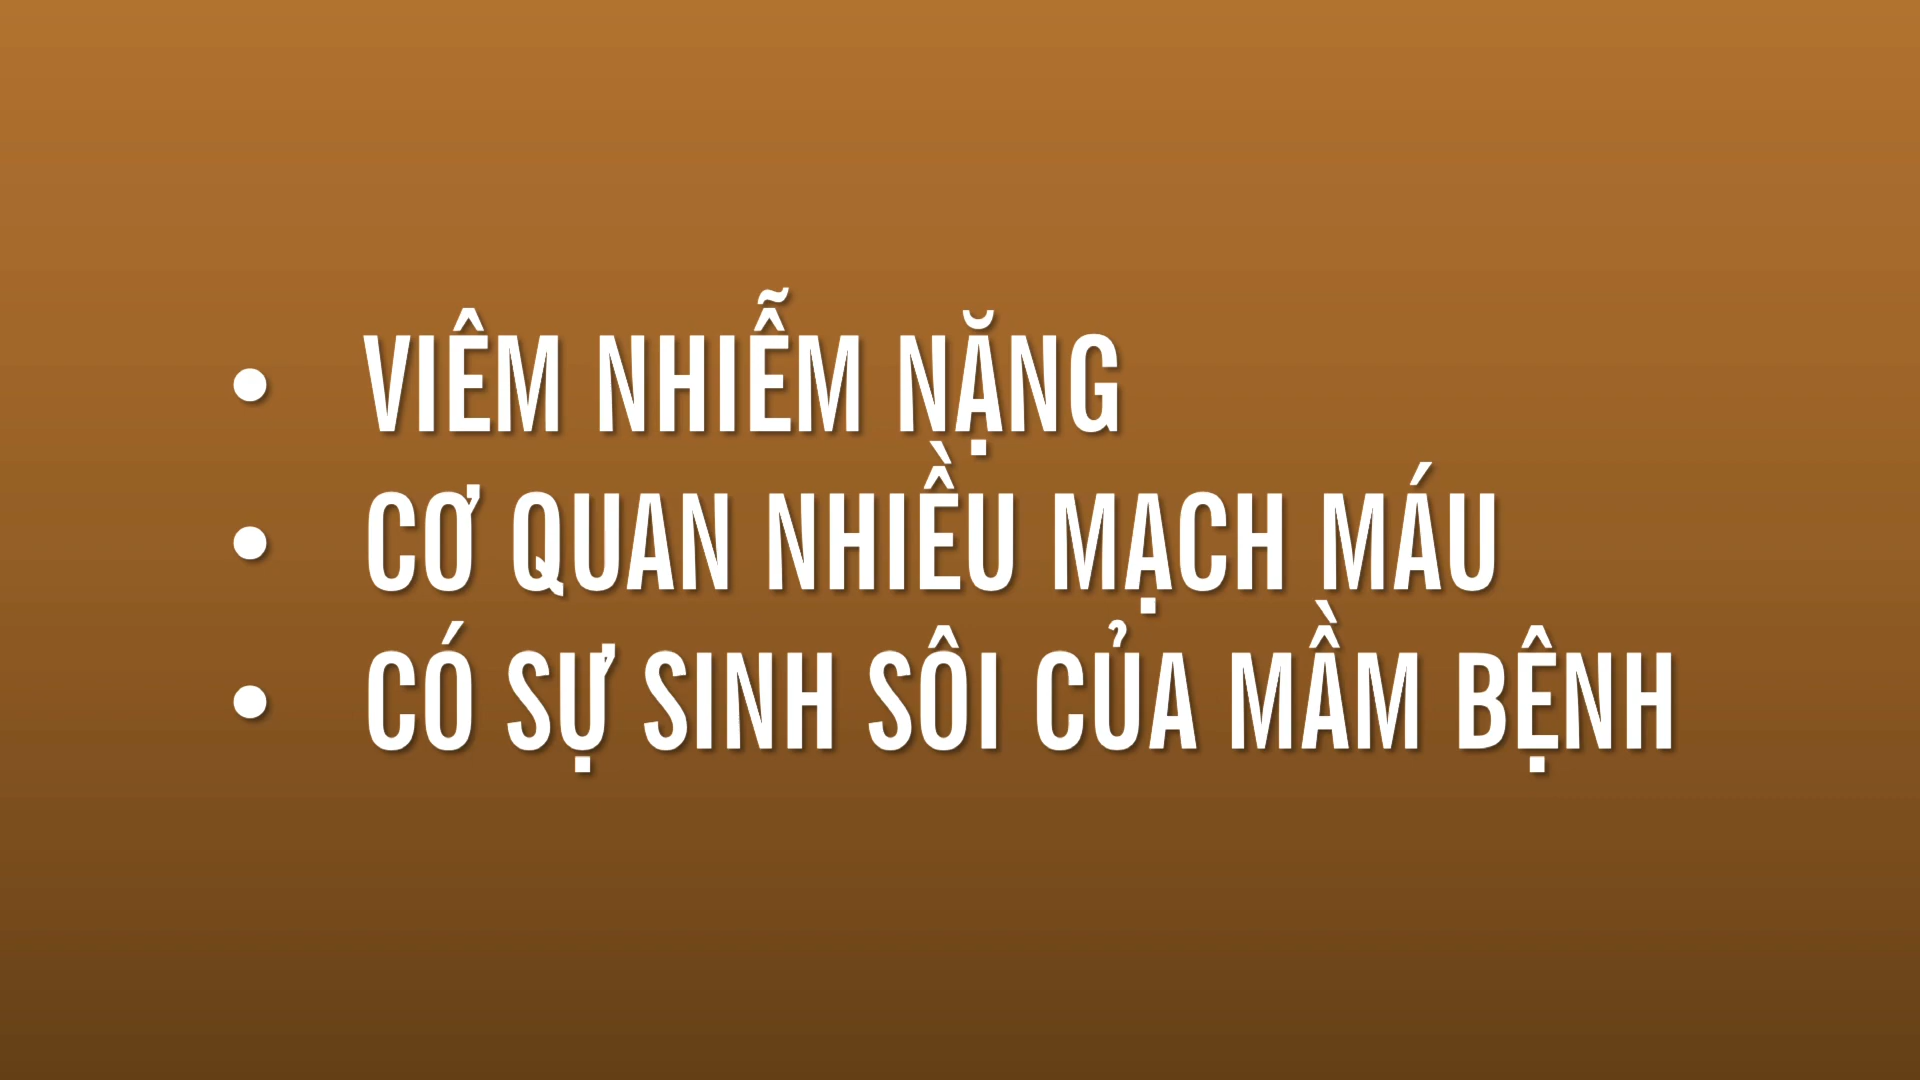 • VIÊM NHIỄM NẶNG
• CƠ QUAN NHIỀU MẠCH MÁU
• CÓ SỰ SINH SÔI CỦA MẦM BỆNH